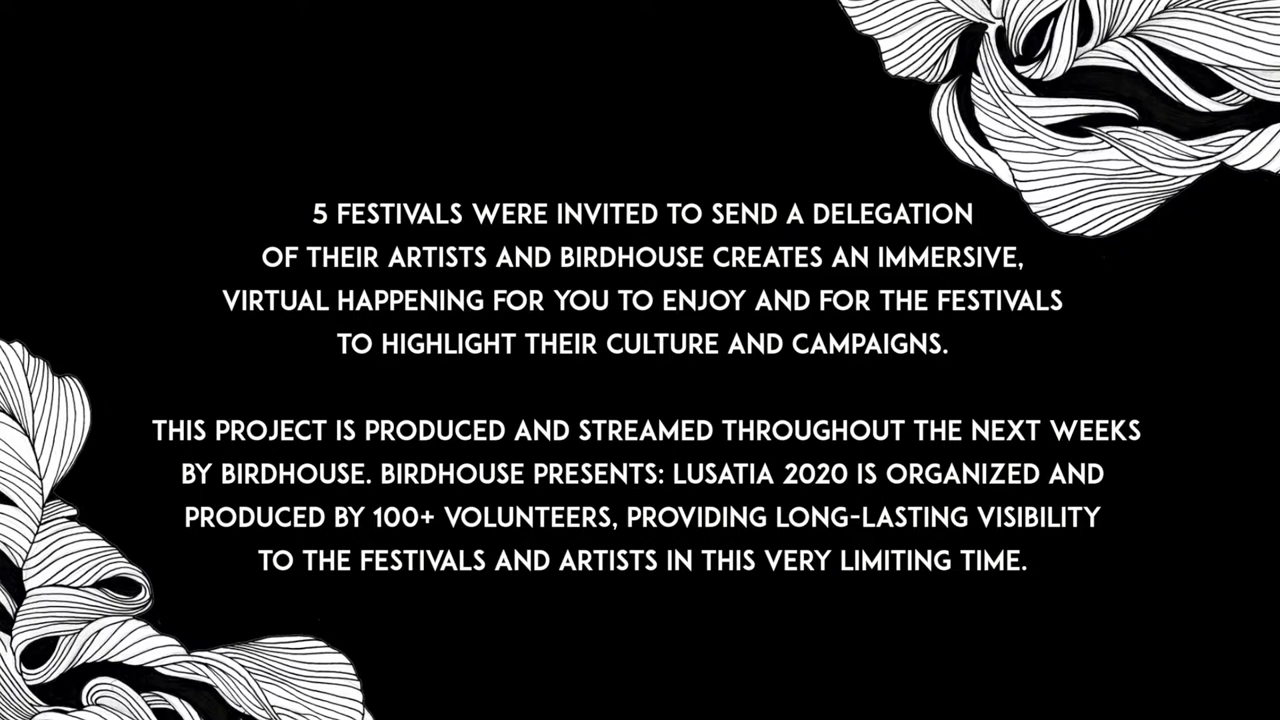 5 FESTIVALS WERE INVITED TO SEND A DELEGATION
OF THEIR ARTISTS AND BIRDHOUSE CREATES AN IMMERSIVE,
VIRTUAL HAPPENING FOR YOU TO ENJOY AND FOR THE FESTIVALS
TO HIGHLIGHT THEIR CULTURE AND CAMPAIGNS.
THIS PROJECT IS PRODUCED AND STREAMED THROUGHOUT THE NEXT WEEKS
BY BIRDHOUSE. BIRDHOUSE PRESENTS: LUSATIA 2020 IS ORGANIZED AND
PRODUCED BY 100+ VOLUNTEERS, PROVIDING LONG-LASTING VISIBILITY
TO THE FESTIVALS AND ARTISTS IN THIS VERY LIMITING TIME.